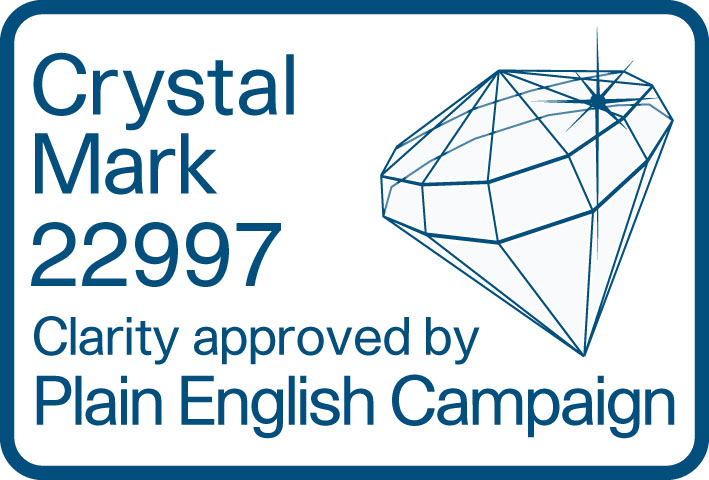 Crystal
Mark
22997
Clarity approved by
Plain English Campaign